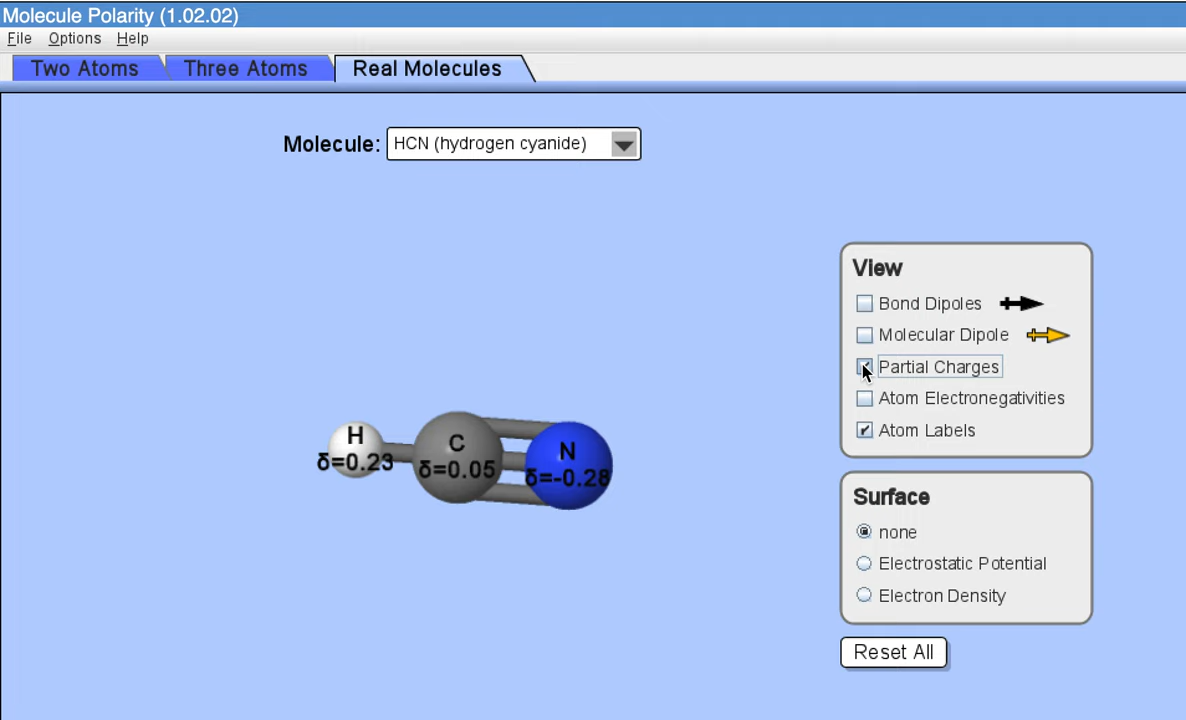 Molecule Polarity (1.02.02)
File Options Help
Two Atoms Three Atoms Real Molecules
Molecule: HCN (hydrogen cyanide)
View
Bond Dipoles
Molecular Dipole
Partial Charges
Atom Electronegativities
Atom Labels
H C N
δ=0.23 δ=0.05 δ=-0.28
Surface
none
Electrostatic Potential
Electron Density
Reset All